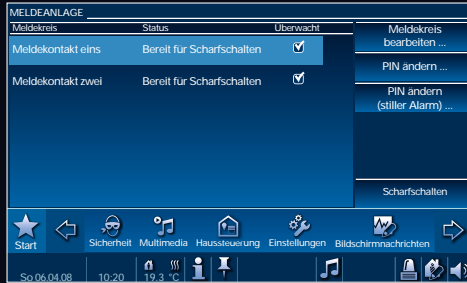 MELDEANLAGE
Meldekreis Status Überwacht
Meldekontakt eins Bereit für Scharfschalten
Meldekontakt zwei Bereit für Scharfschalten
Meldekreis
bearbeiten ...
PIN ändern ...
PIN ändern
(stiller Alarm) ...
Scharfschalten
Start Sicherheit Multimedia Haussteuerung Einstellungen Bildschirmnachrichten
So 06.04.08 10:20 19.3 °C